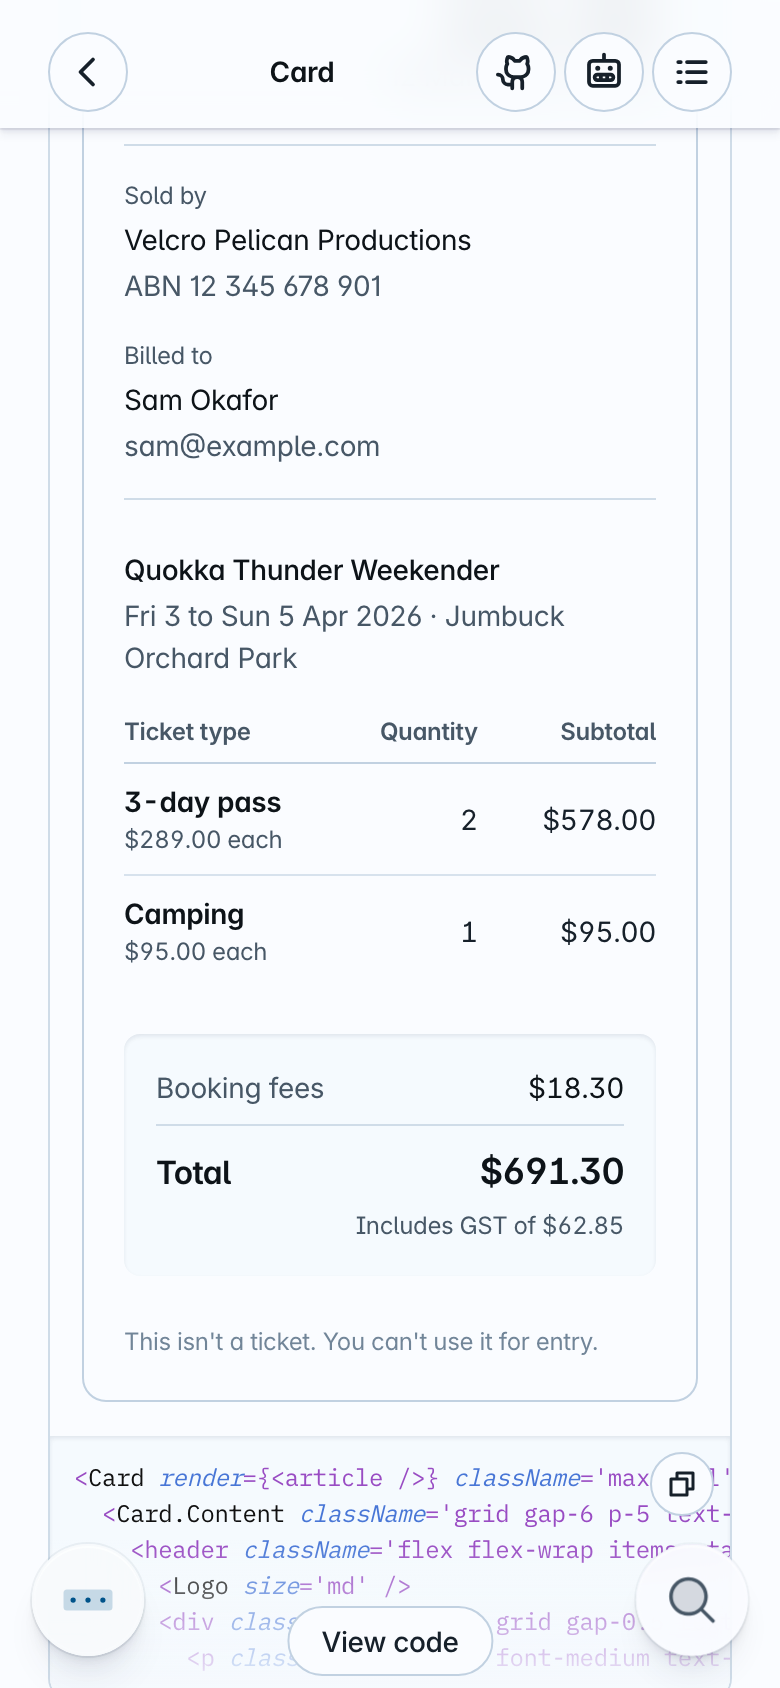 Card
Sold by
Velcro Pelican Productions
ABN 12 345 678 901
Billed to
Sam Okafor
sam@example.com
Quokka Thunder Weekender
Fri 3 to Sun 5 Apr 2026 · Jumbuck
Orchard Park
Ticket type Quantity Subtotal
3-day pass
$289.00 each
2 $578.00
Camping
$95.00 each
1 $95.00
Booking fees $18.30
Total $691.30
Includes GST of $62.85
This isn't a ticket. You can't use it for entry.
<Card render={<article />} className='max
<Card.Content className='grid gap-6 p-5 text-
<header className='flex flex-wrap
<Logo size='md' />
<div grid
<p font-medium text-
View code